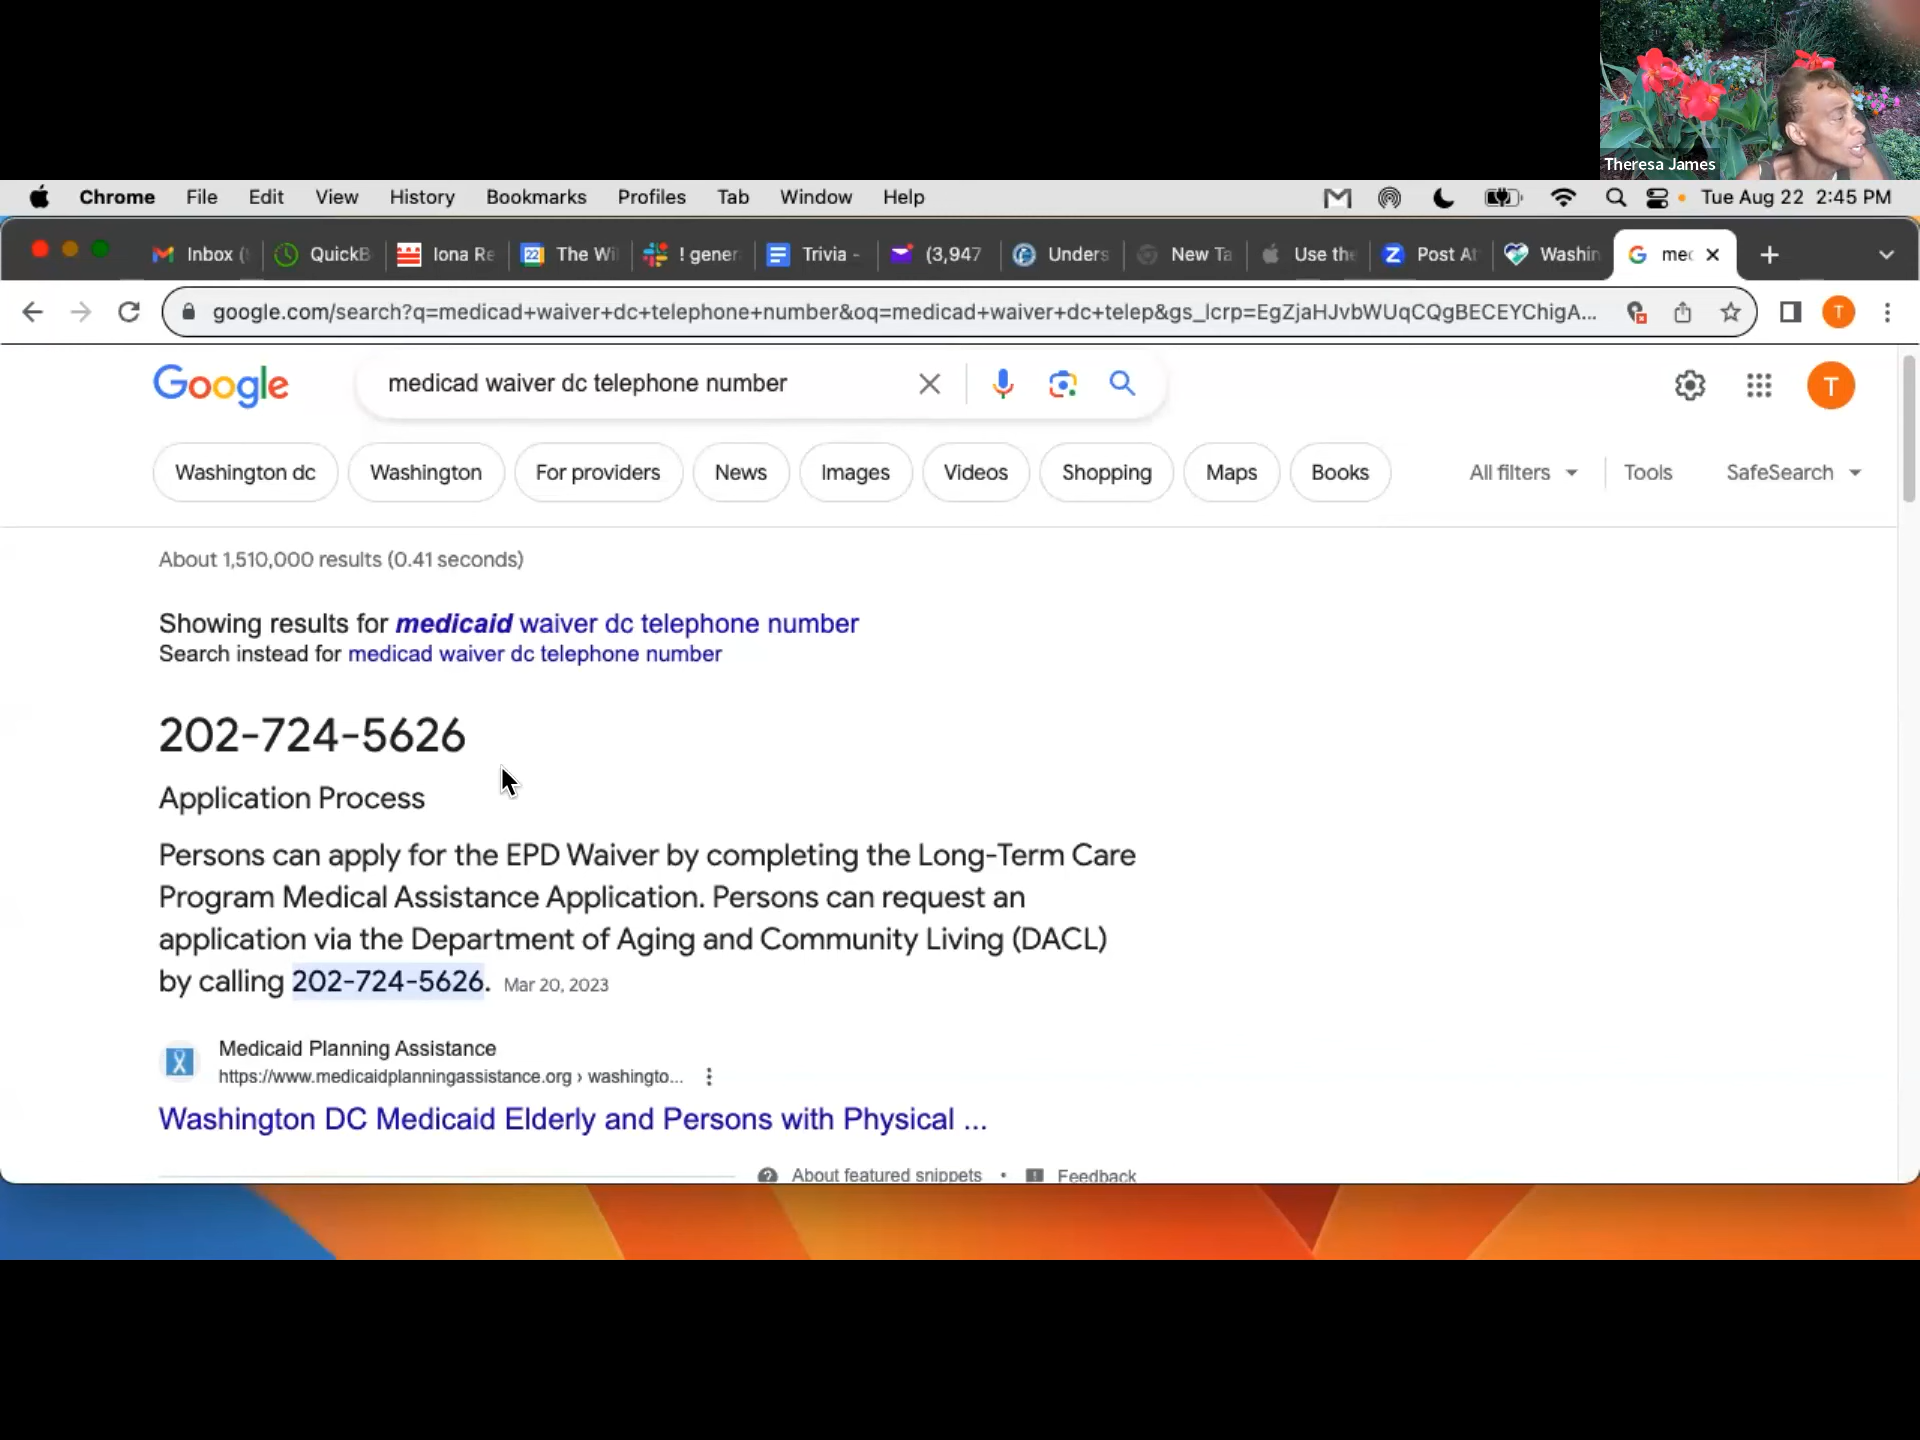 Theresa James
Chrome File Edit View History Bookmarks Profiles Tab Window Help Tue Aug 22 2:45 PM
Inbox ( QuickB Iona Re 22 The Wi ! gener Trivia - (3,947 Unders New Ta Use the Post At Washin med
google.com/search?q=medicad+waiver+dc+telephone+number&oq=medicad+waiver+dc+telep&gs_lcrp=EgZjaHJvbWUqCQgBECEYChigA... T
Google medicad waiver dc telephone number T
Washington dc Washington For providers News Images Videos Shopping Maps Books All filters Tools SafeSearch
About 1,510,000 results (0.41 seconds)
Showing results for medicaid waiver dc telephone number
Search instead for medicad waiver dc telephone number
202-724-5626
Application Process
Persons can apply for the EPD Waiver by completing the Long-Term Care
Program Medical Assistance Application. Persons can request an
application via the Department of Aging and Community Living (DACL)
by calling 202-724-5626. Mar 20, 2023
Medicaid Planning Assistance
https://www.medicaidplanningassistance.org › washingto...
Washington DC Medicaid Elderly and Persons with Physical ...
About featured snippets • Feedback